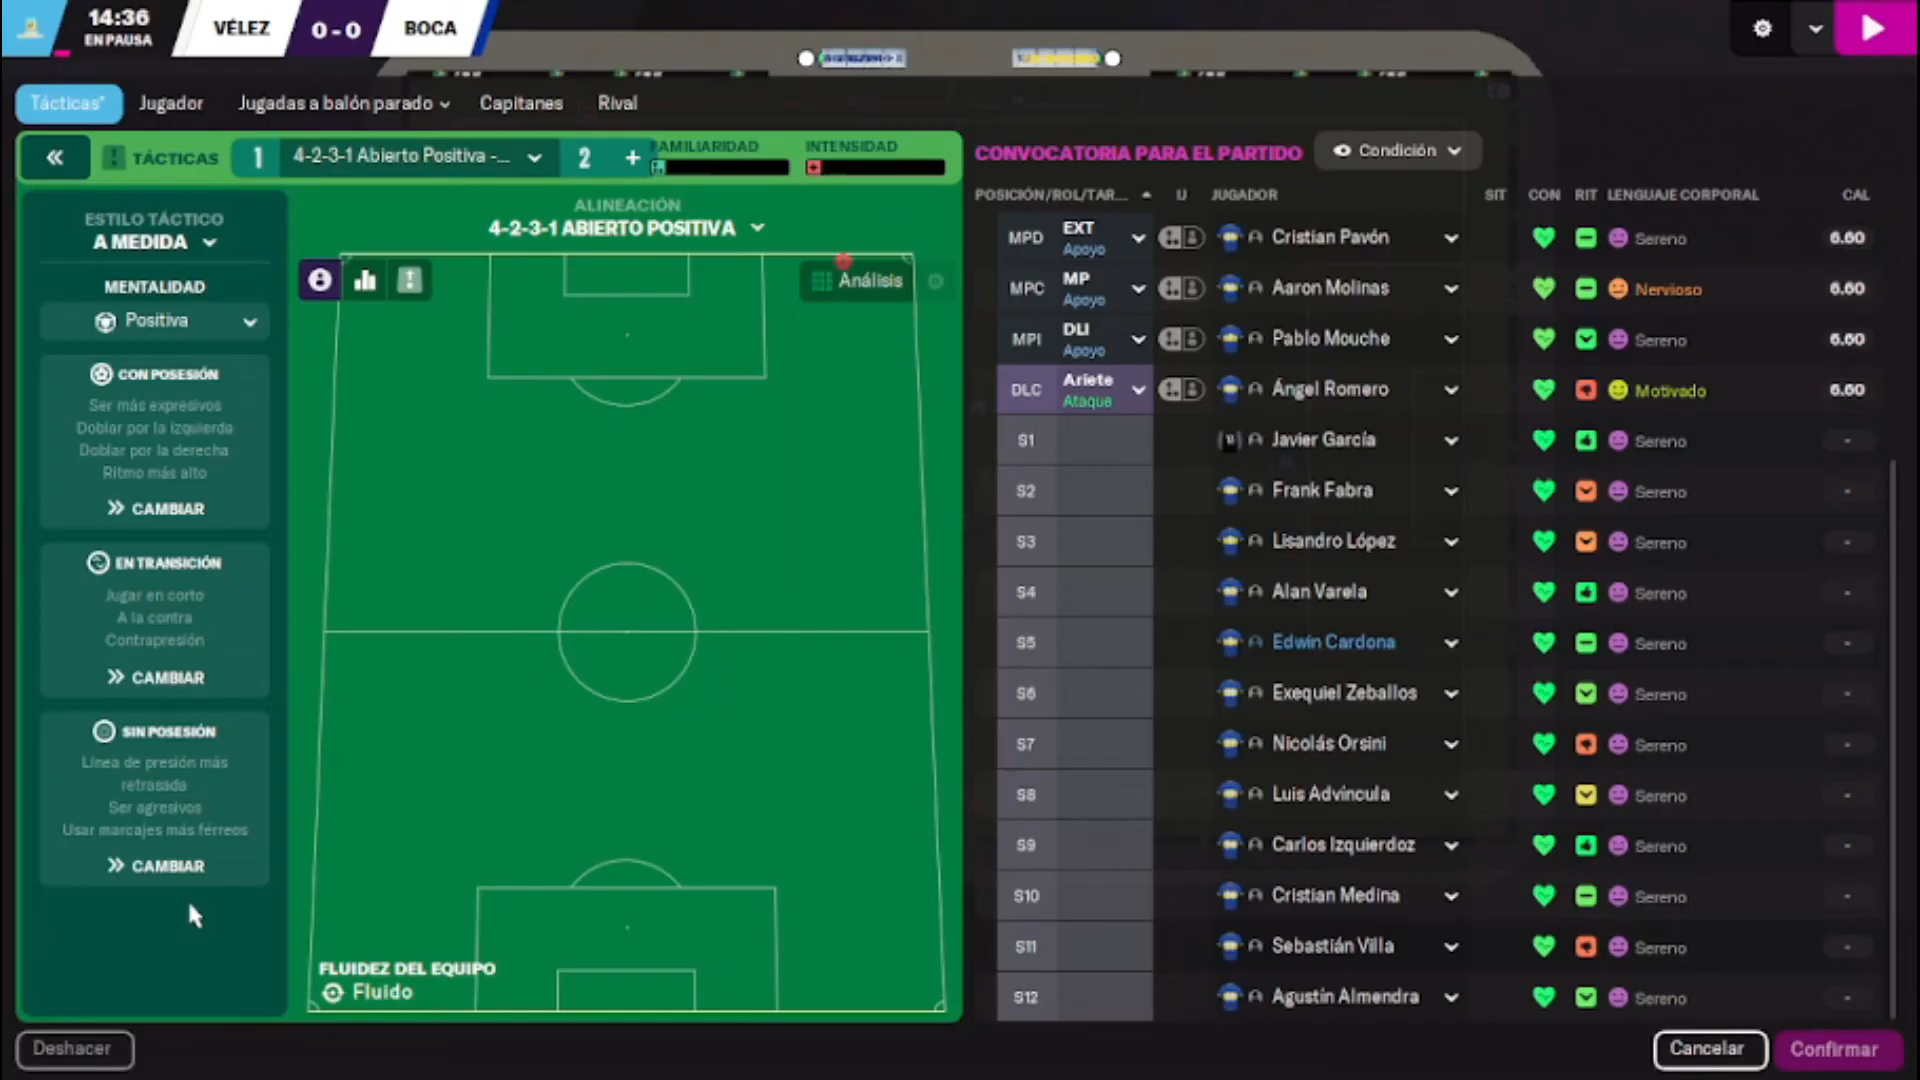 14:36
EN PAUSA
VÉLEZ
0 - 0
BOCA
Tácticas*
Jugador
Jugadas a balón parado
Capitanes
Rival
TÁCTICAS
1
4-2-3-1 Abierto Positiva -...
2
+
FAMILIARIDAD
INTENSIDAD
ESTILO TÁCTICO
A MEDIDA
MENTALIDAD
Positiva
CON POSESIÓN
Ser más expresivos
Doblar por la izquierda
Doblar por la derecha
Ritmo más alto
CAMBIAR
EN TRANSICIÓN
Jugar en corto
A la contra
Contrapresión
CAMBIAR
SIN POSESIÓN
Línea de presión más
retrasada
Ser agresivos
Usar marcajes más férreos
CAMBIAR
ALINEACIÓN
4-2-3-1 ABIERTO POSITIVA
Análisis
FLUIDEZ DEL EQUIPO
Fluido
CONVOCATORIA PARA EL PARTIDO
Condición
POSICIÓN/ROL/TAR... IJ JUGADOR SIT CON RIT LENGUAJE CORPORAL CAL
MPD EXT Apoyo Cristian Pavón Sereno 6.60
MPC MP Apoyo Aaron Molinas Nervioso 6.60
MPI DLI Apoyo Pablo Mouche Sereno 6.60
DLC Ariete Ataque Ángel Romero Motivado 6.60
S1 Javier García Sereno -
S2 Frank Fabra Sereno -
S3 Lisandro López Sereno -
S4 Alan Varela Sereno -
S5 Edwin Cardona Sereno -
S6 Exequiel Zeballos Sereno -
S7 Nicolás Orsini Sereno -
S8 Luis Advíncula Sereno -
S9 Carlos Izquierdoz Sereno -
S10 Cristian Medina Sereno -
S11 Sebastián Villa Sereno -
S12 Agustín Almendra Sereno -
Deshacer
Cancelar
Confirmar